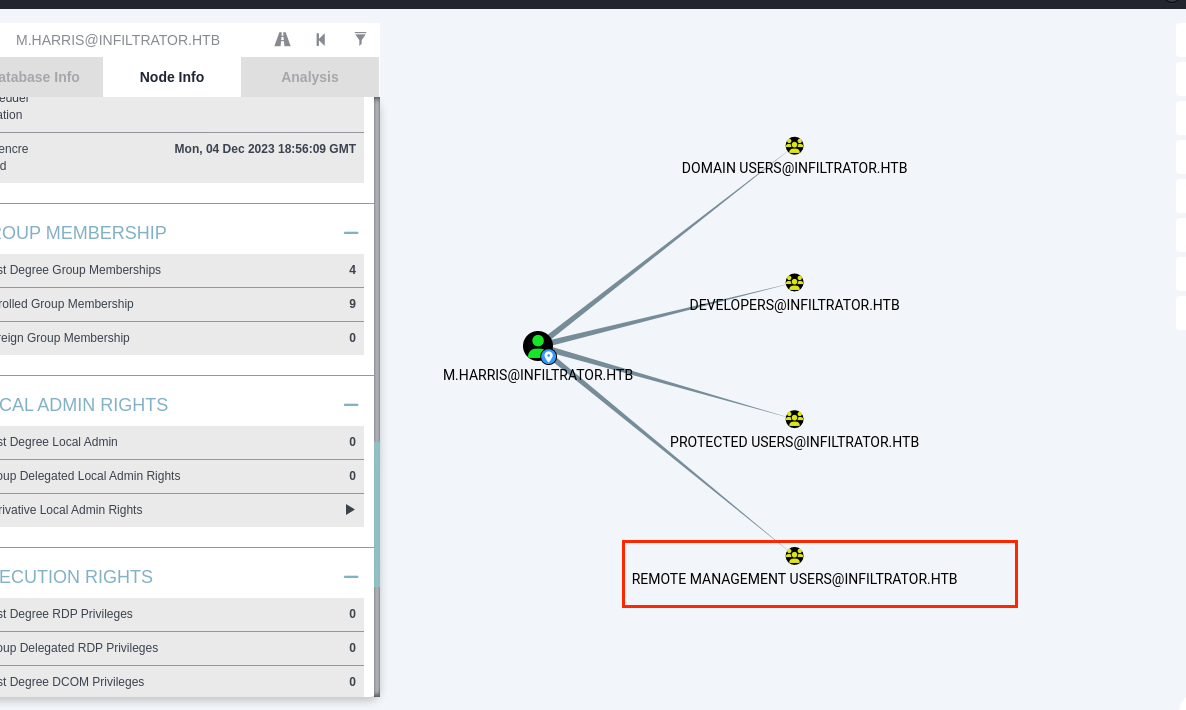 M.HARRIS@INFILTRATOR.HTB
atabase Info Node Info Analysis
ation
encre Mon, 04 Dec 2023 18:56:09 GMT
d
OUP MEMBERSHIP
st Degree Group Memberships 4
rolled Group Membership 9
reign Group Membership 0
CAL ADMIN RIGHTS
st Degree Local Admin 0
oup Delegated Local Admin Rights 0
rivative Local Admin Rights
ECUTION RIGHTS
st Degree RDP Privileges 0
oup Delegated RDP Privileges 0
st Degree DCOM Privileges 0
DOMAIN USERS@INFILTRATOR.HTB
DEVELOPERS@INFILTRATOR.HTB
M.HARRIS@INFILTRATOR.HTB
PROTECTED USERS@INFILTRATOR.HTB
REMOTE MANAGEMENT USERS@INFILTRATOR.HTB